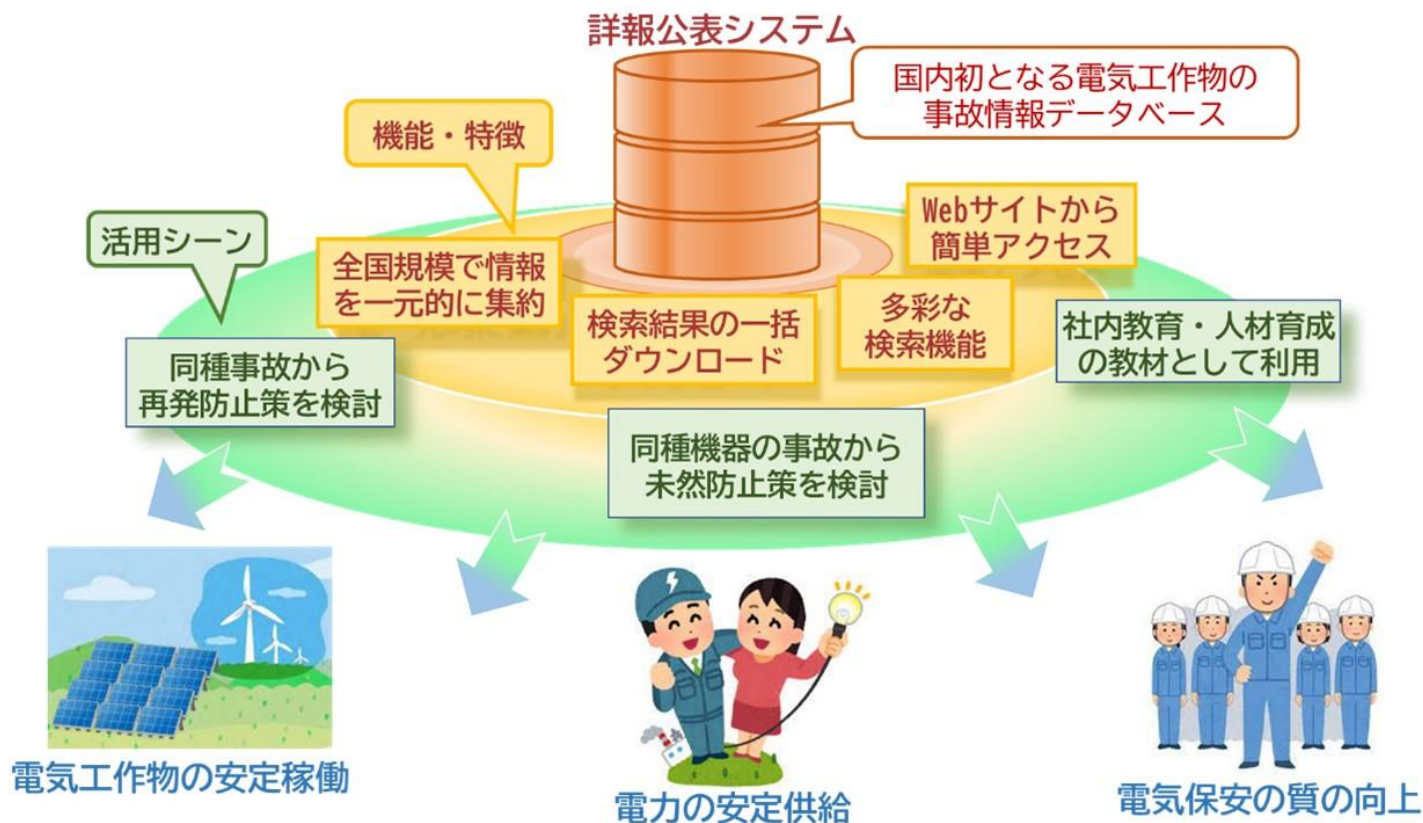 詳報公表システム
国内初となる電気工作物の
事故情報データベース
機能・特徴
活用シーン
全国規模で情報
を一元的に集約
検索結果の一括
ダウンロード
多彩な
検索機能
Webサイトから
簡単アクセス
同種事故から
再発防止策を検討
同種機器の事故から
未然防止策を検討
社内教育・人材育成
の教材として利用
電気工作物の安定稼働
電力の安定供給
電気保安の質の向上